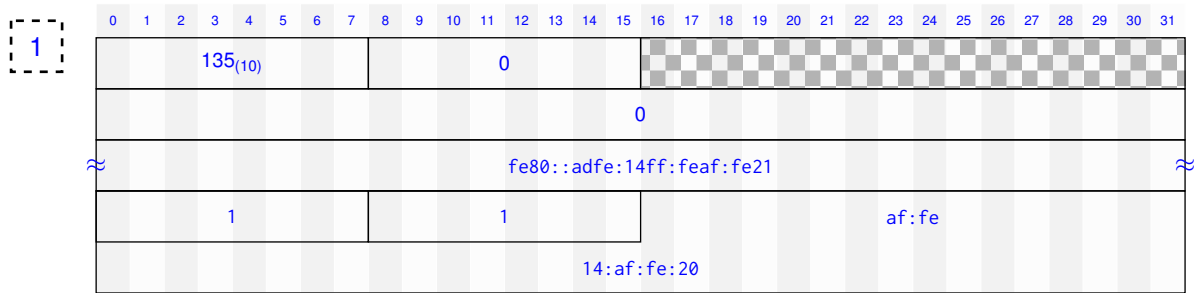 0 1 2 3 4 5 6 7 8 9 10 11 12 13 14 15 16 17 18 19 20 21 22 23 24 25 26 27 28 29 30 31
1
135(10) 0
0
≈ fe80::adfe:14ff:feaf:fe21 ≈
1 1 af:fe
14:af:fe:20